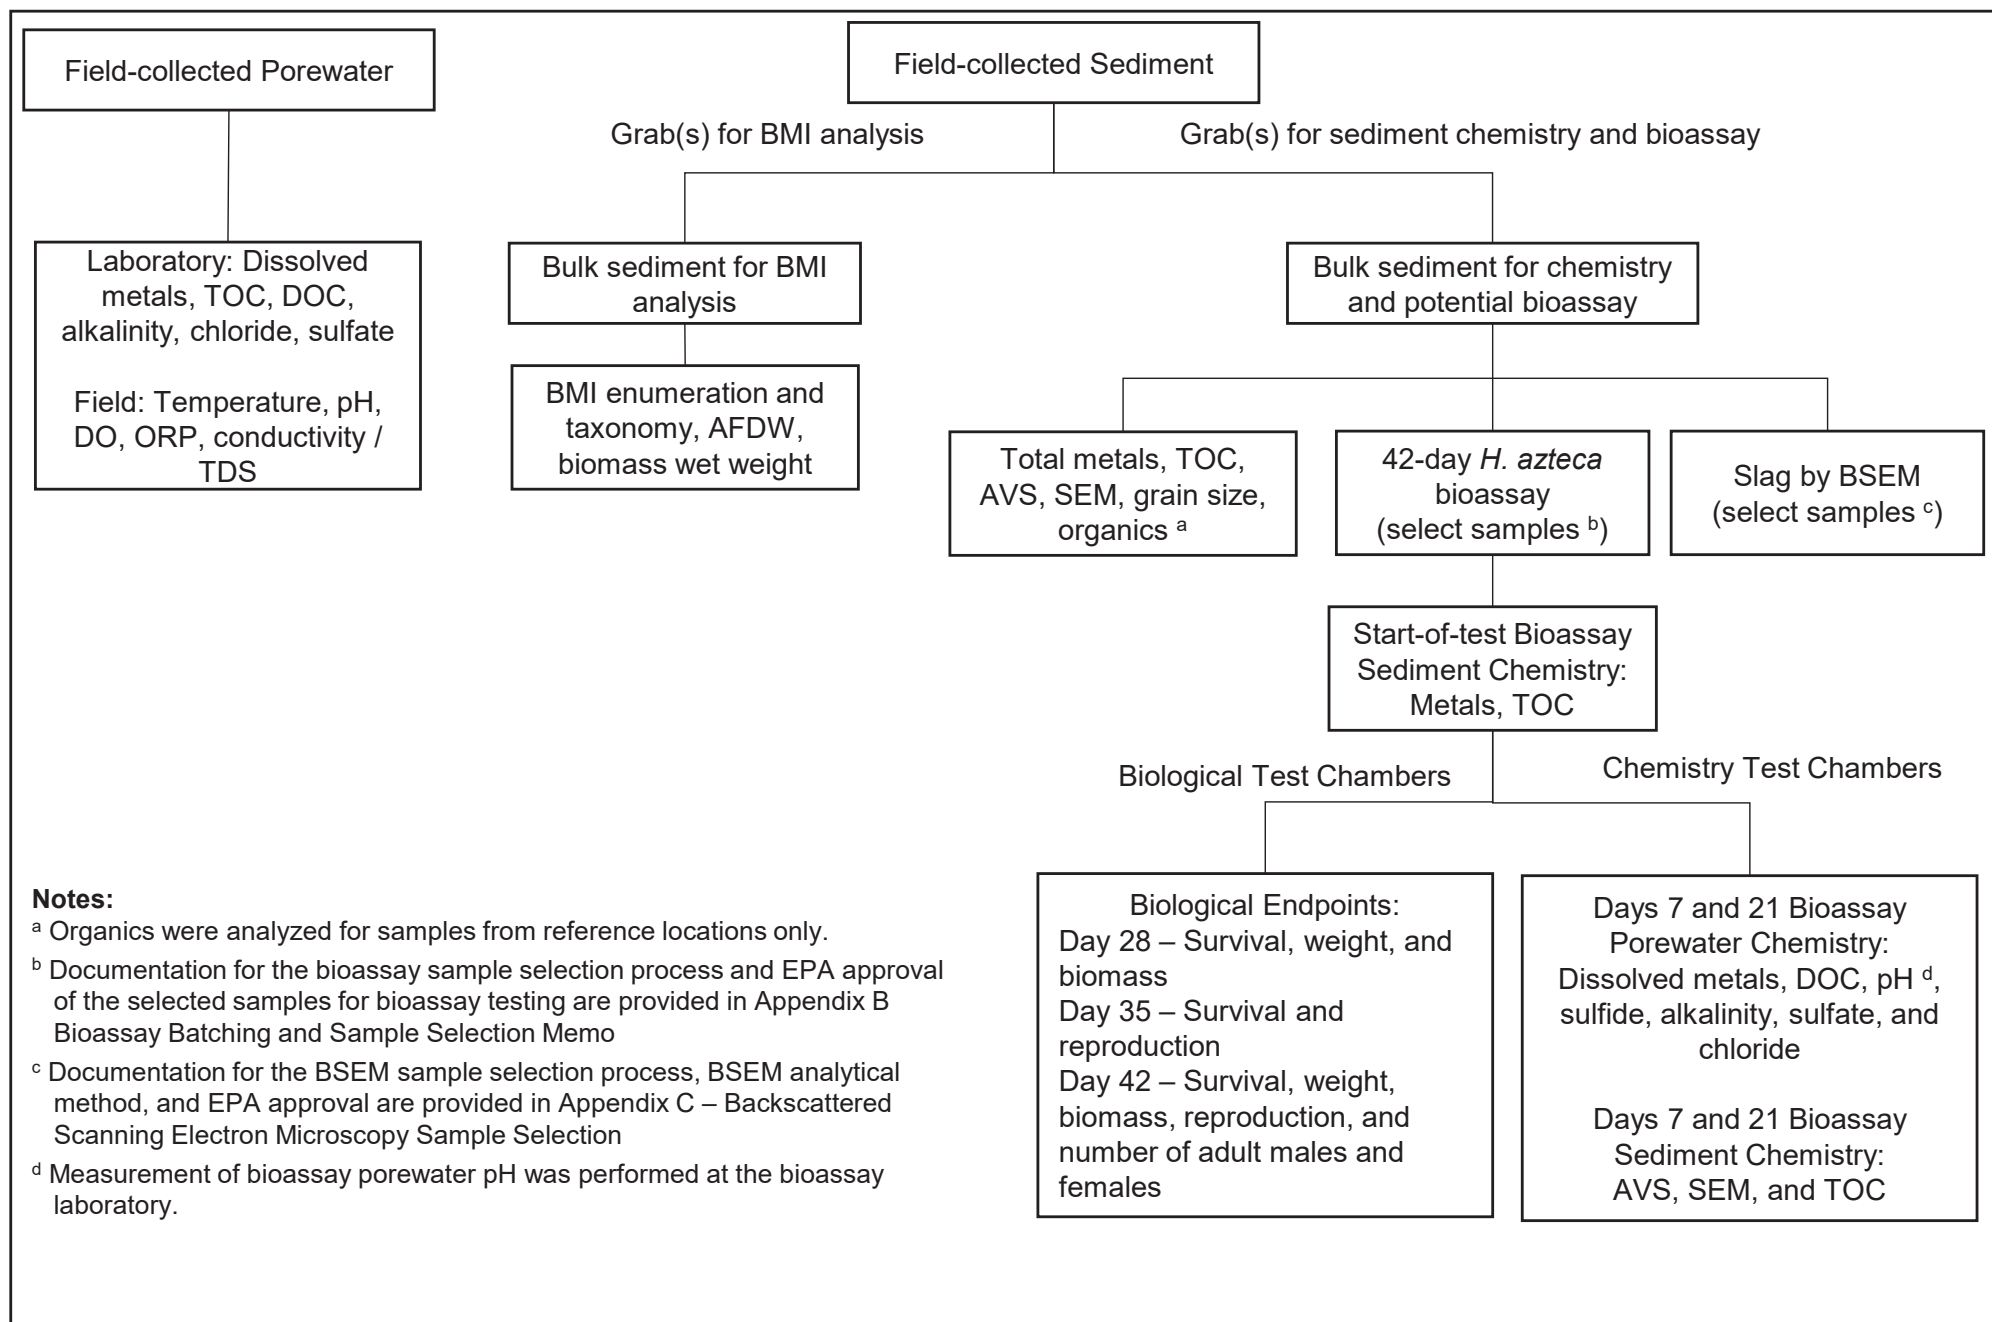 Field-collected Porewater
Field-collected Sediment
Grab(s) for BMI analysis
Grab(s) for sediment chemistry and bioassay
Laboratory: Dissolved
metals, TOC, DOC,
alkalinity, chloride, sulfate
Field: Temperature, pH,
DO, ORP, conductivity /
TDS
Bulk sediment for BMI
analysis
BMI enumeration and
taxonomy, AFDW,
biomass wet weight
Bulk sediment for chemistry
and potential bioassay
Total metals, TOC,
AVS, SEM, grain size,
organics a
42-day H. azteca
bioassay
(select samples b)
Slag by BSEM
(select samples c)
Start-of-test Bioassay
Sediment Chemistry:
Metals, TOC
Biological Test Chambers
Chemistry Test Chambers
Biological Endpoints:
Day 28 – Survival, weight, and
biomass
Day 35 – Survival and
reproduction
Day 42 – Survival, weight,
biomass, reproduction, and
number of adult males and
females
Days 7 and 21 Bioassay
Porewater Chemistry:
Dissolved metals, DOC, pH d,
sulfide, alkalinity, sulfate, and
chloride
Days 7 and 21 Bioassay
Sediment Chemistry:
AVS, SEM, and TOC
Notes:
a Organics were analyzed for samples from reference locations only.
b Documentation for the bioassay sample selection process and EPA approval
of the selected samples for bioassay testing are provided in Appendix B
Bioassay Batching and Sample Selection Memo
c Documentation for the BSEM sample selection process, BSEM analytical
method, and EPA approval are provided in Appendix C – Backscattered
Scanning Electron Microscopy Sample Selection
d Measurement of bioassay porewater pH was performed at the bioassay
laboratory.